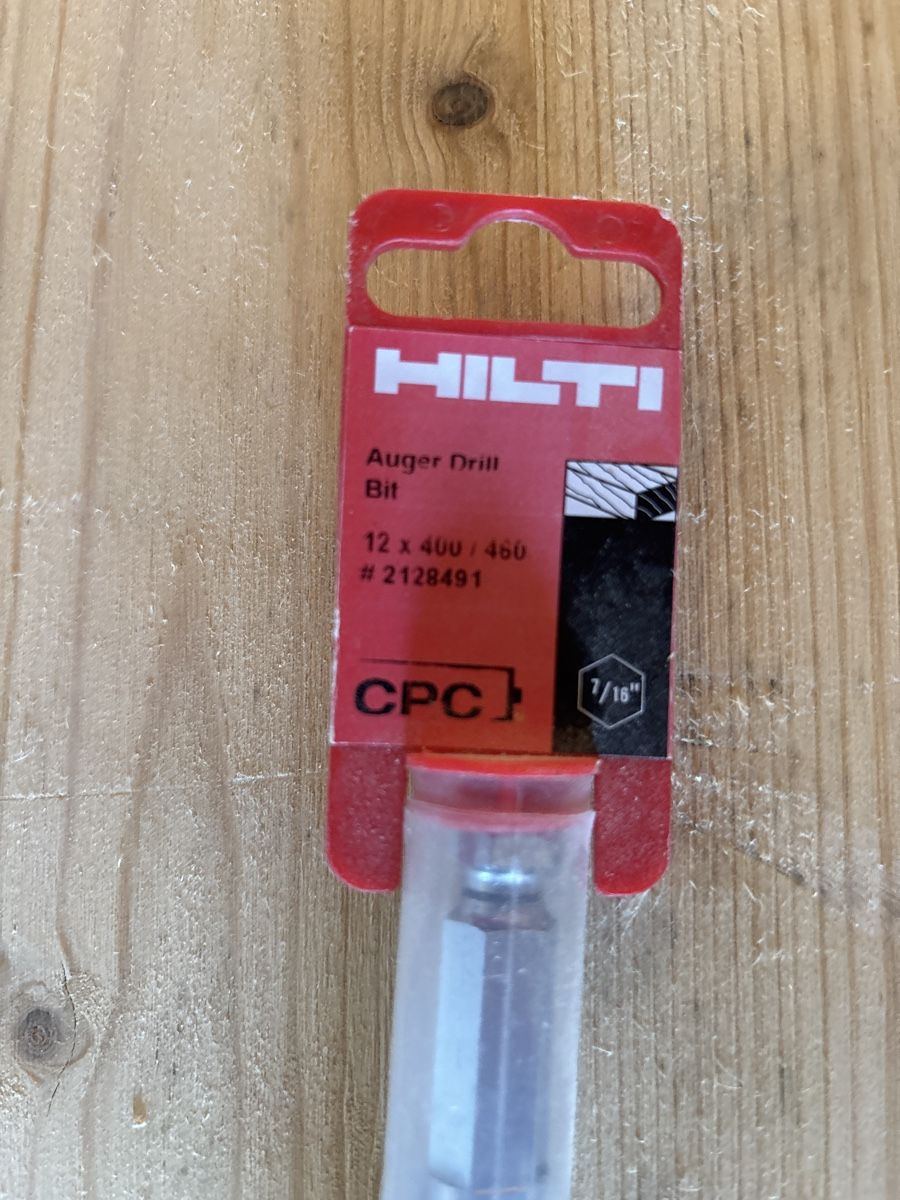 HILTI
Auger Drill
Bit
12 x 400 / 460
# 2128491
CPC
7/16"